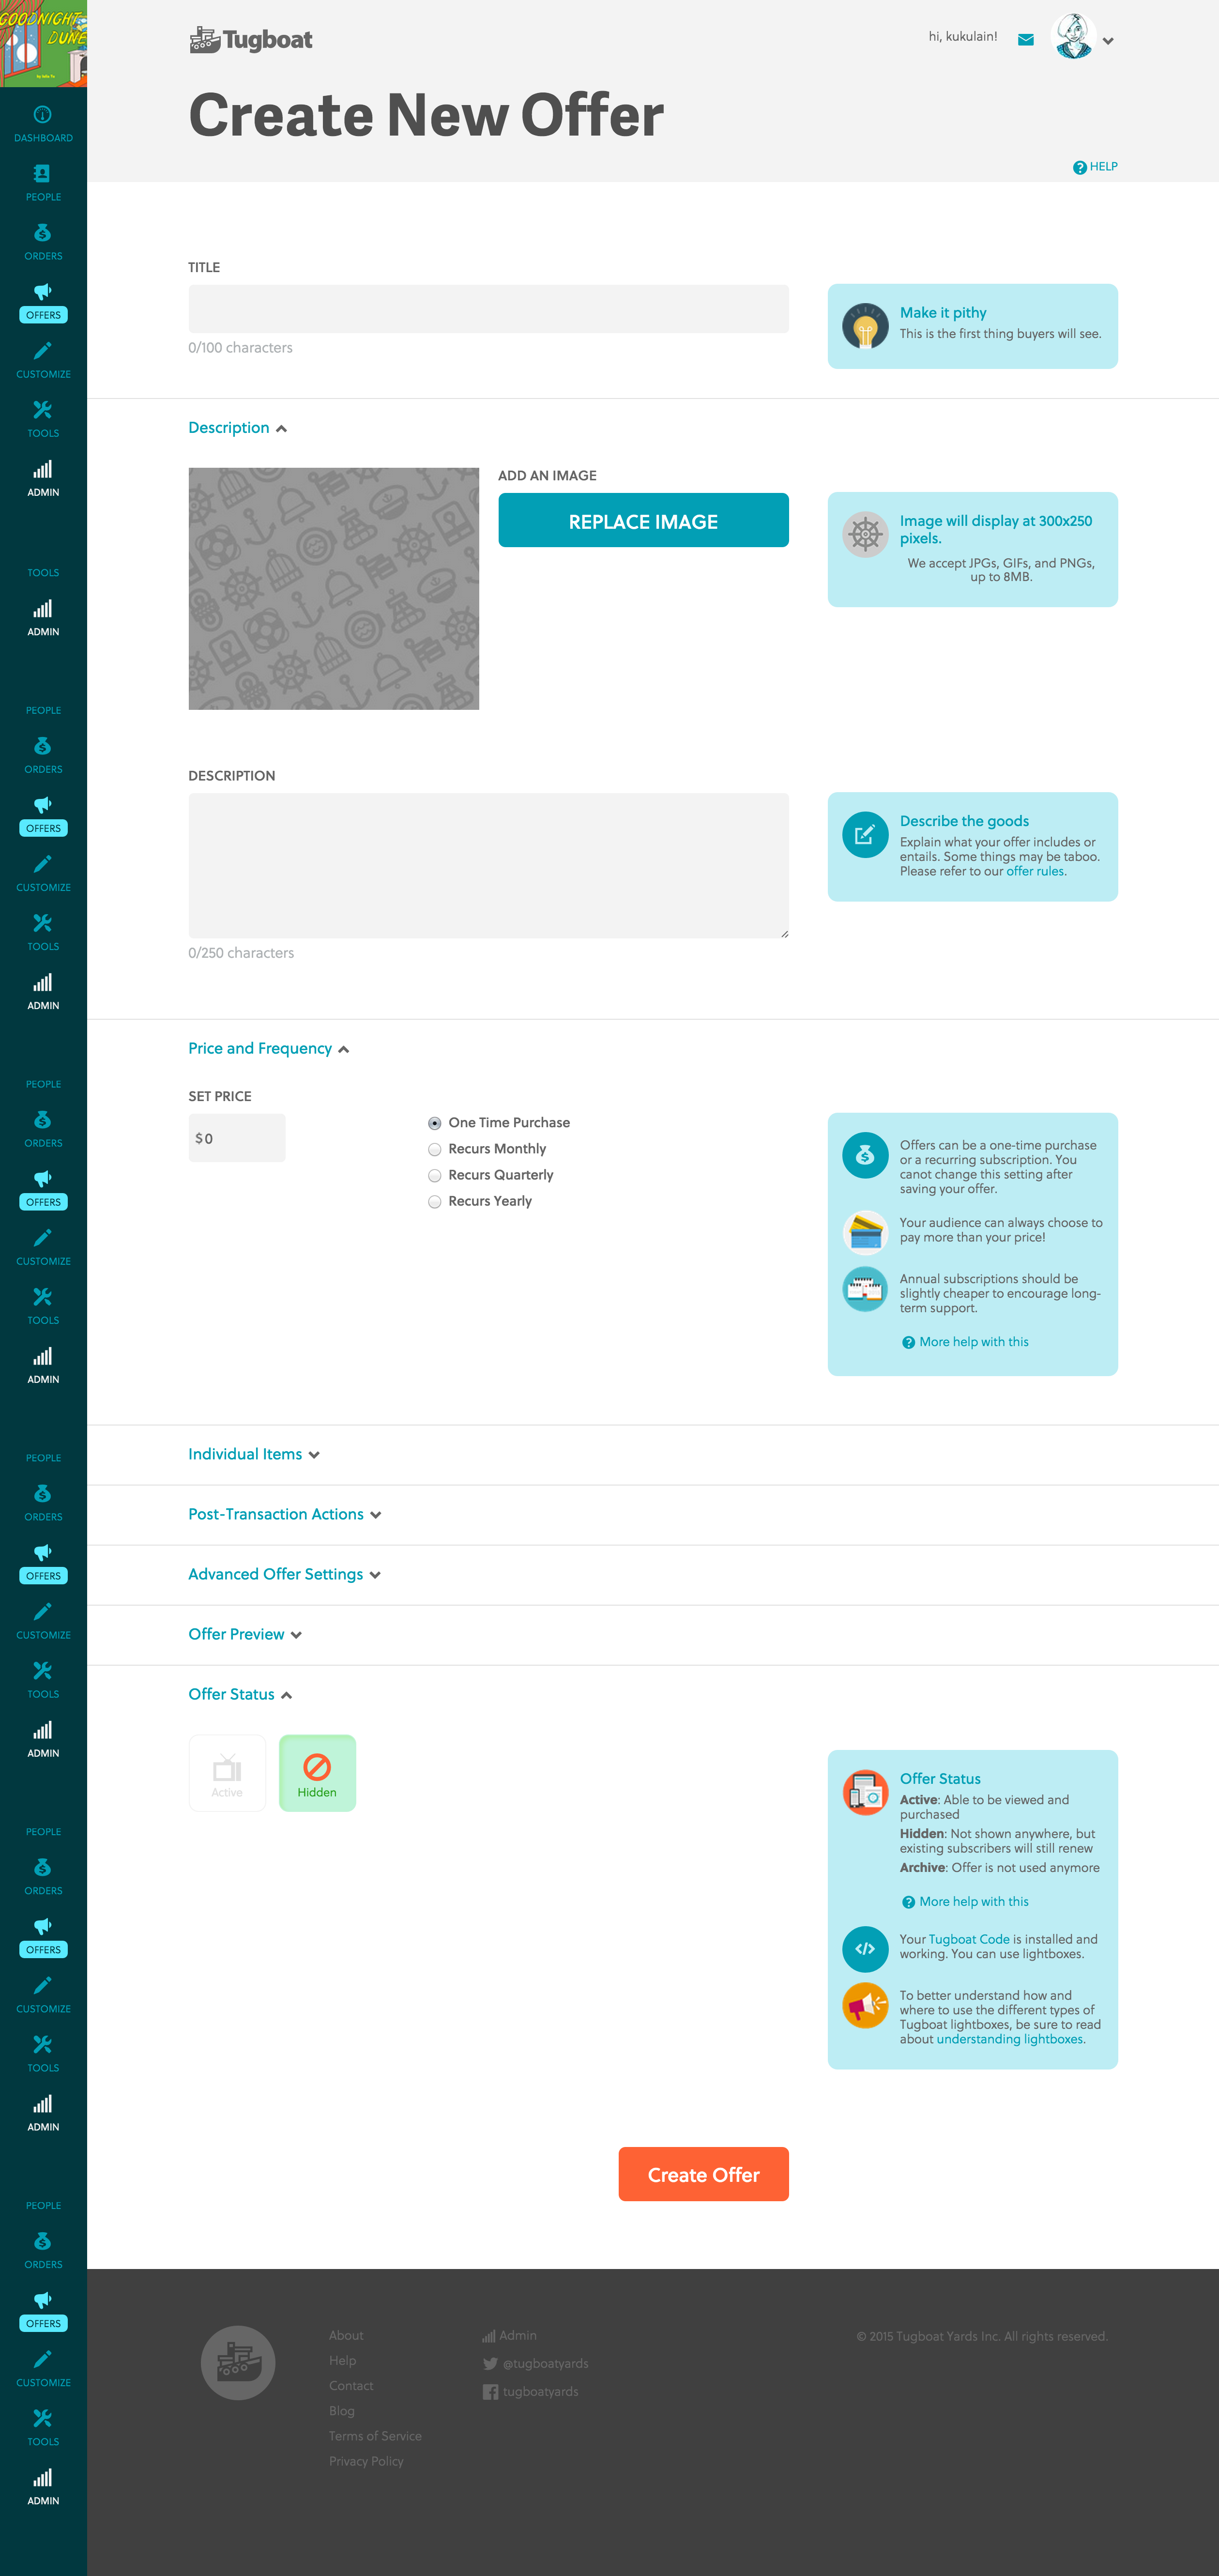 GOODNIGHT
DUNE
DASHBOARD
PEOPLE
ORDERS
OFFERS
CUSTOMIZE
TOOLS
ADMIN
TOOLS
ADMIN
PEOPLE
ORDERS
OFFERS
CUSTOMIZE
TOOLS
ADMIN
PEOPLE
ORDERS
OFFERS
CUSTOMIZE
TOOLS
ADMIN
PEOPLE
ORDERS
OFFERS
CUSTOMIZE
TOOLS
ADMIN
PEOPLE
ORDERS
OFFERS
CUSTOMIZE
TOOLS
ADMIN
PEOPLE
ORDERS
OFFERS
CUSTOMIZE
TOOLS
ADMIN
Tugboat
hi, kukulain!
Create New Offer
HELP
TITLE
0/100 characters
Make it pithy
This is the first thing buyers will see.
Description
ADD AN IMAGE
REPLACE IMAGE
Image will display at 300x250
pixels.
We accept JPGs, GIFs, and PNGs,
up to 8MB.
DESCRIPTION
0/250 characters
Describe the goods
Explain what your offer includes or
entails. Some things may be taboo.
Please refer to our offer rules.
Price and Frequency
SET PRICE
$0
One Time Purchase
Recurs Monthly
Recurs Quarterly
Recurs Yearly
Offers can be a one-time purchase
or a recurring subscription. You
canot change this setting after
saving your offer.
Your audience can always choose to
pay more than your price!
Annual subscriptions should be
slightly cheaper to encourage long-
term support.
More help with this
Individual Items
Post-Transaction Actions
Advanced Offer Settings
Offer Preview
Offer Status
Active
Hidden
Offer Status
Active: Able to be viewed and
purchased
Hidden: Not shown anywhere, but
existing subscribers will still renew
Archive: Offer is not used anymore
More help with this
Your Tugboat Code is installed and
working. You can use lightboxes.
To better understand how and
where to use the different types of
Tugboat lightboxes, be sure to read
about understanding lightboxes.
Create Offer
About
Help
Contact
Blog
Terms of Service
Privacy Policy
Admin
@tugboatyards
tugboatyards
© 2015 Tugboat Yards Inc. All rights reserved.